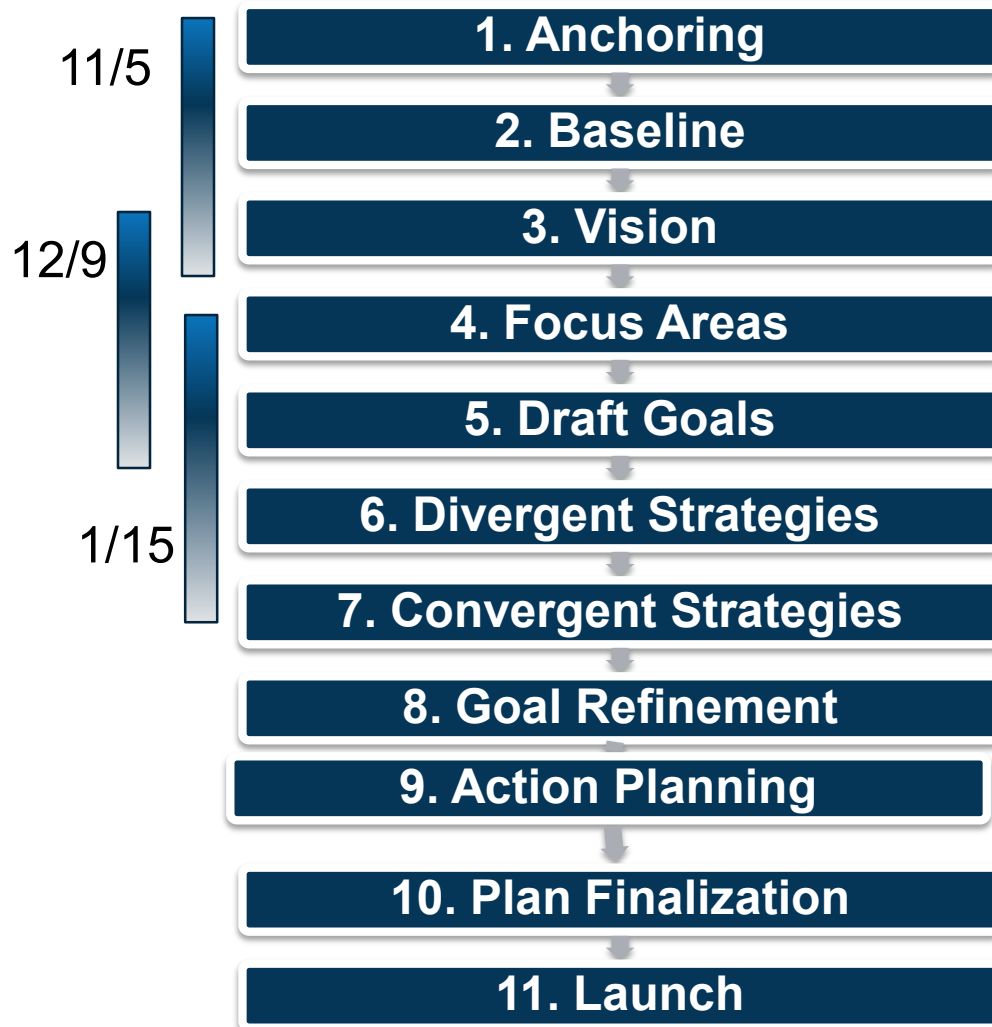 11/5
1. Anchoring
2. Baseline
3. Vision
12/9
4. Focus Areas
5. Draft Goals
6. Divergent Strategies
1/15
7. Convergent Strategies
8. Goal Refinement
9. Action Planning
10. Plan Finalization
11. Launch